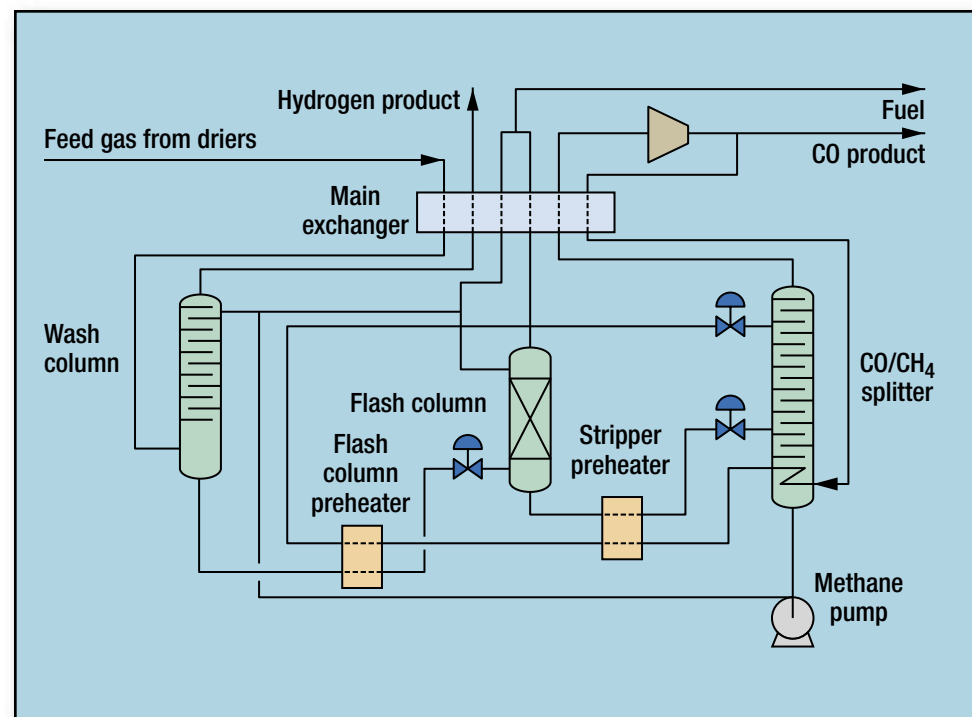 Hydrogen product
Fuel
Feed gas from driers
CO product
Main
exchanger
Wash
column
CO/CH₄
splitter
Flash column
Stripper
preheater
Flash
column
preheater
Methane
pump